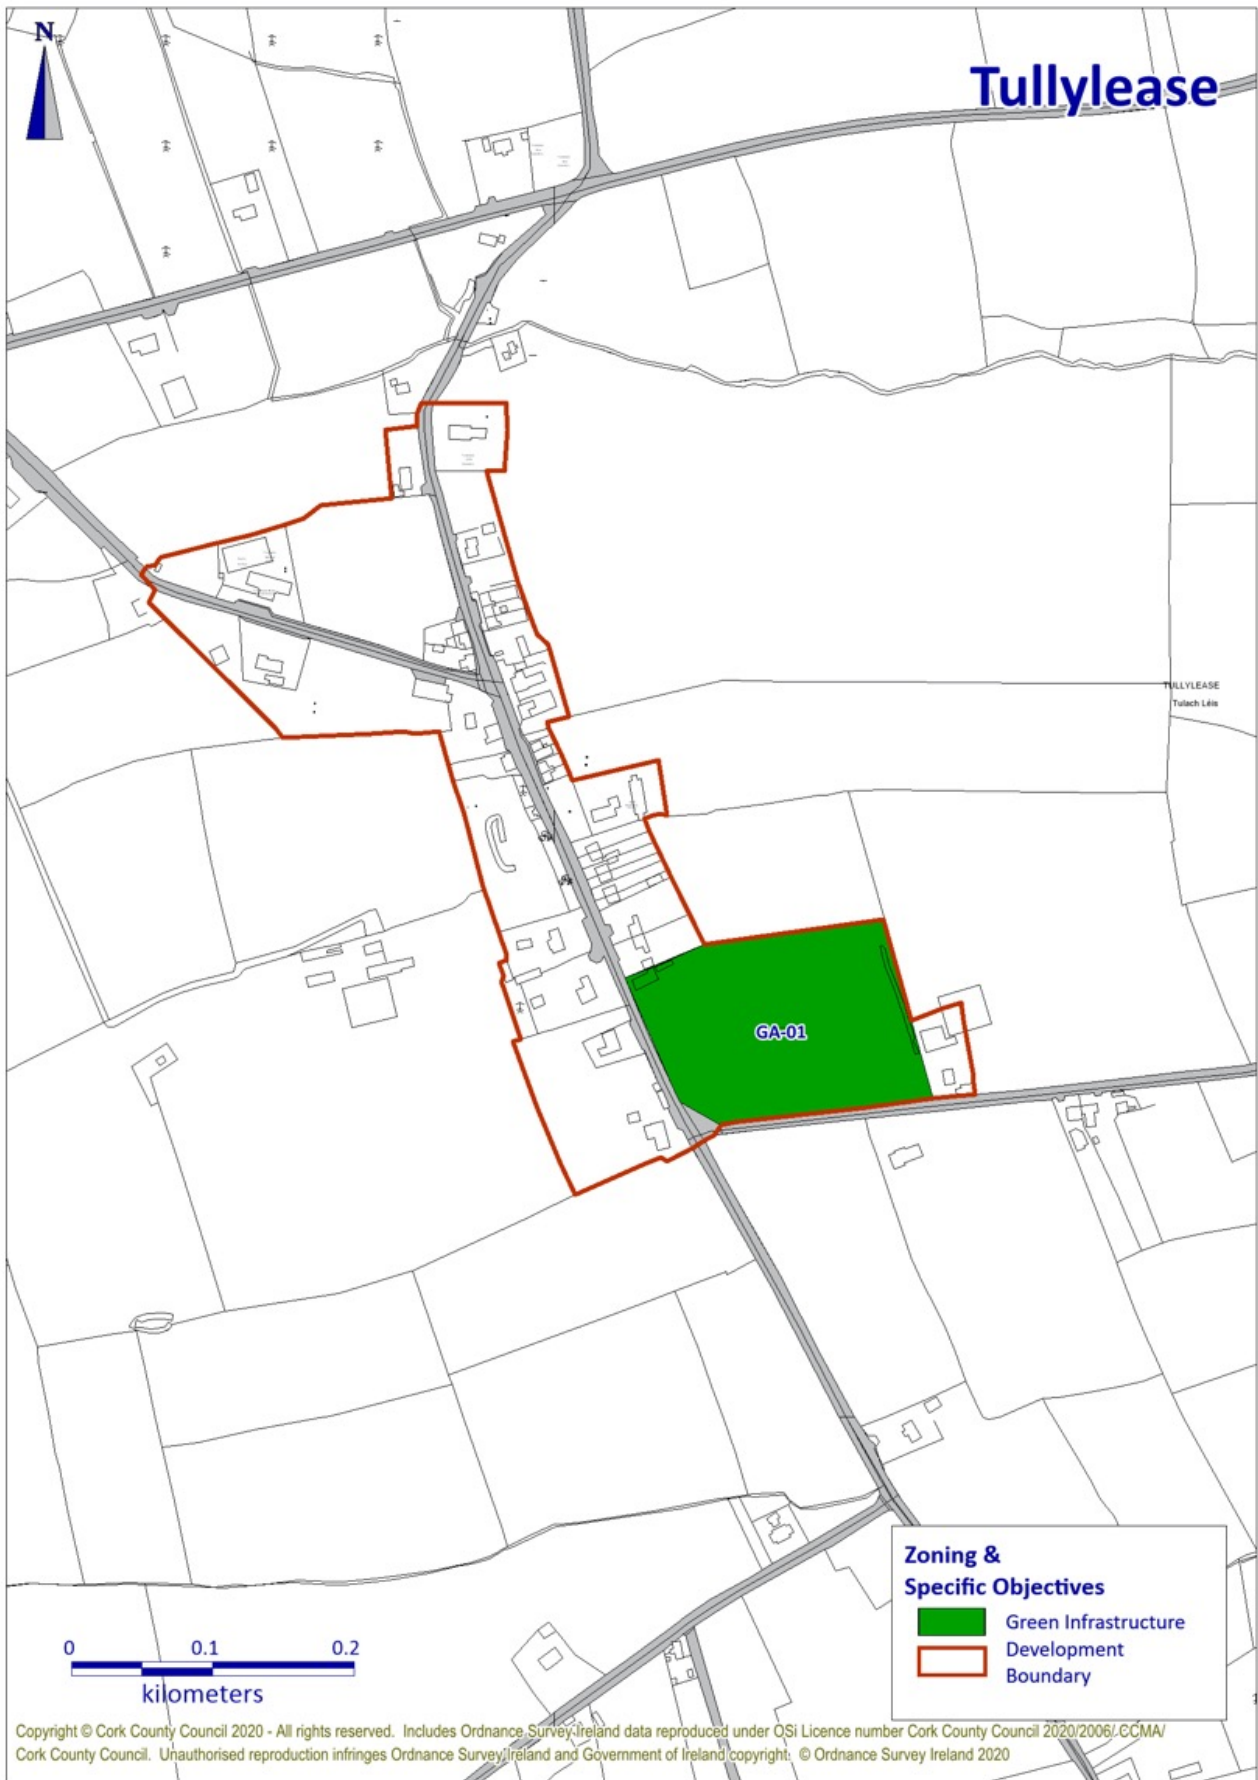 N
Tullylease
TULLYLEASE
Tulach Léis
GA-01
Zoning &
Specific Objectives
Green Infrastructure
Development
Boundary
0 0.1 0.2
kilometers
Copyright © Cork County Council 2020 - All rights reserved. Includes Ordnance Survey Ireland data reproduced under OSi Licence number Cork County Council 2020/2006/ CCMA/
Cork County Council. Unauthorised reproduction infringes Ordnance Survey Ireland and Government of Ireland copyright. © Ordnance Survey Ireland 2020